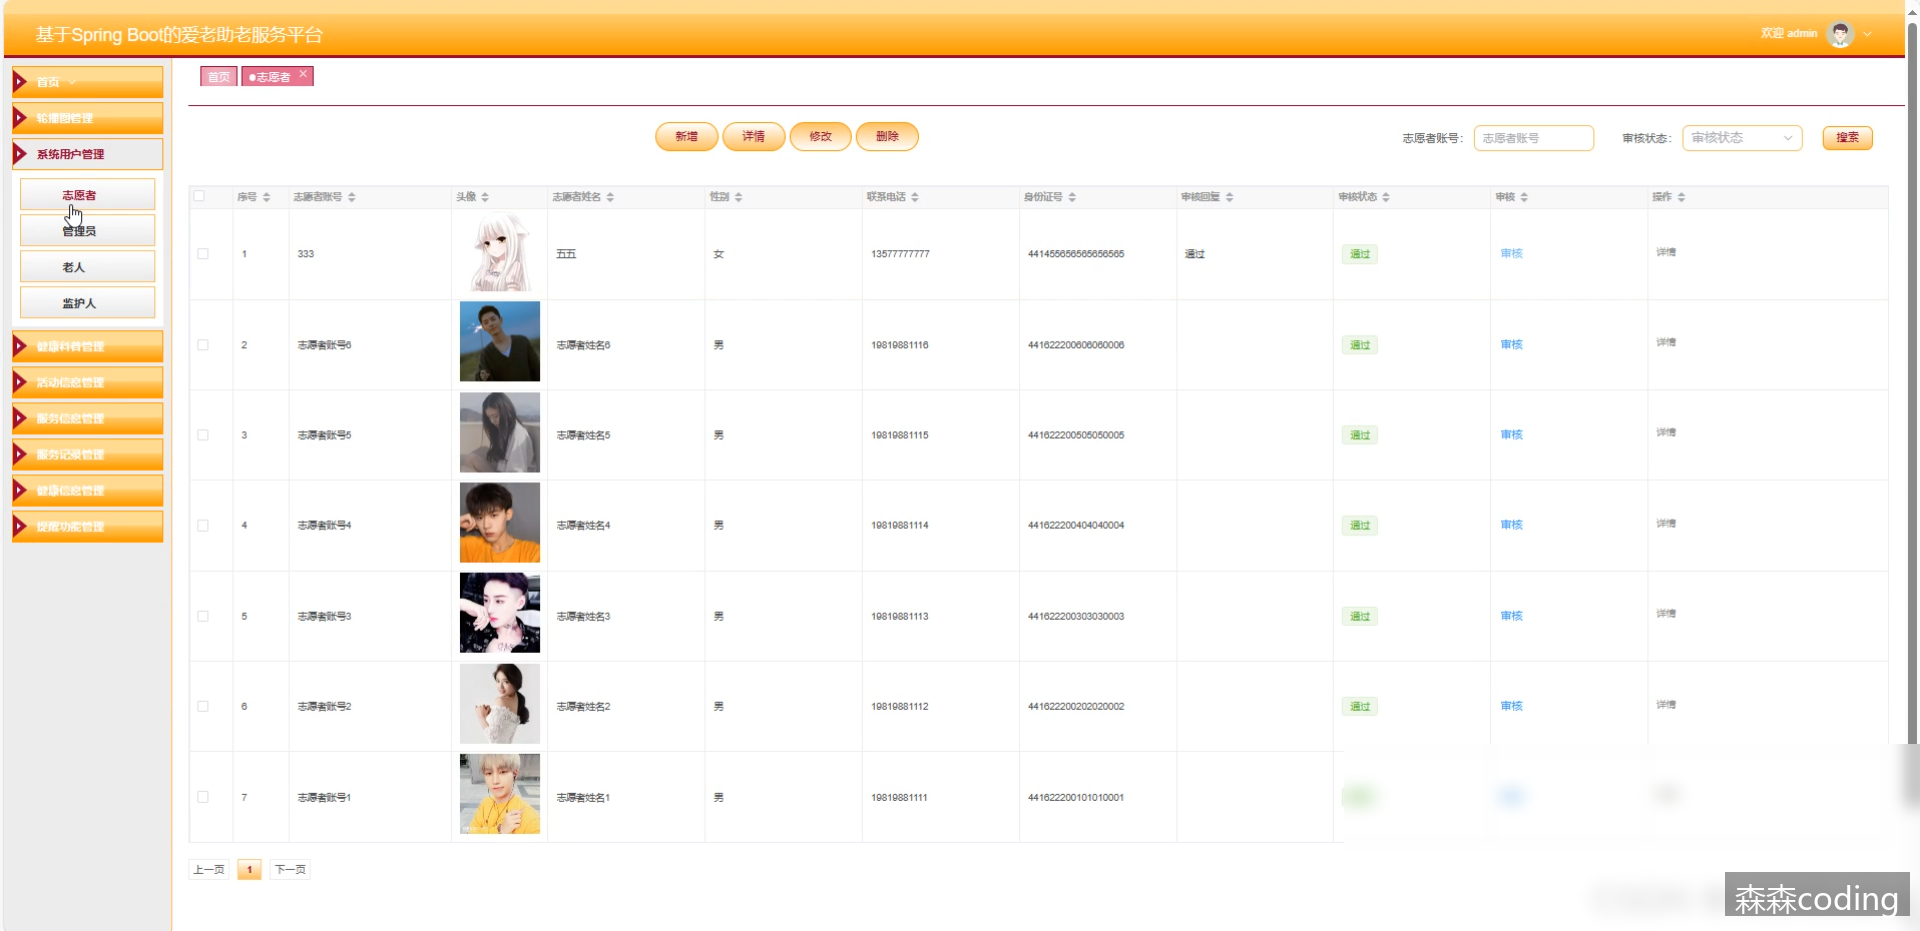 基于Spring Boot的爱老助老服务平台
欢迎 admin
首页
轮播图管理
系统用户管理
志愿者
管理员
老人
监护人
健康科普管理
活动信息管理
服务信息管理
服务记录管理
健康信息管理
提醒功能管理
首页 志愿者
新增 详情 修改 删除
志愿者账号： 志愿者账号 审核状态： 审核状态 搜索
序号 志愿者账号 头像 志愿者姓名 性别 联系电话 身份证号 审核回复 审核状态 审核 操作
1 333 五五 女 13577777777 441455656565656565 通过 通过 审核 详情
2 志愿者账号6 志愿者姓名6 男 19819881116 441622200606060006 通过 审核 详情
3 志愿者账号5 志愿者姓名5 男 19819881115 441622200505050005 通过 审核 详情
4 志愿者账号4 志愿者姓名4 男 19819881114 441622200404040004 通过 审核 详情
5 志愿者账号3 志愿者姓名3 男 19819881113 441622200303030003 通过 审核 详情
6 志愿者账号2 志愿者姓名2 男 19819881112 441622200202020002 通过 审核 详情
7 志愿者账号1 志愿者姓名1 男 19819881111 441622200101010001
上一页 1 下一页
森森coding